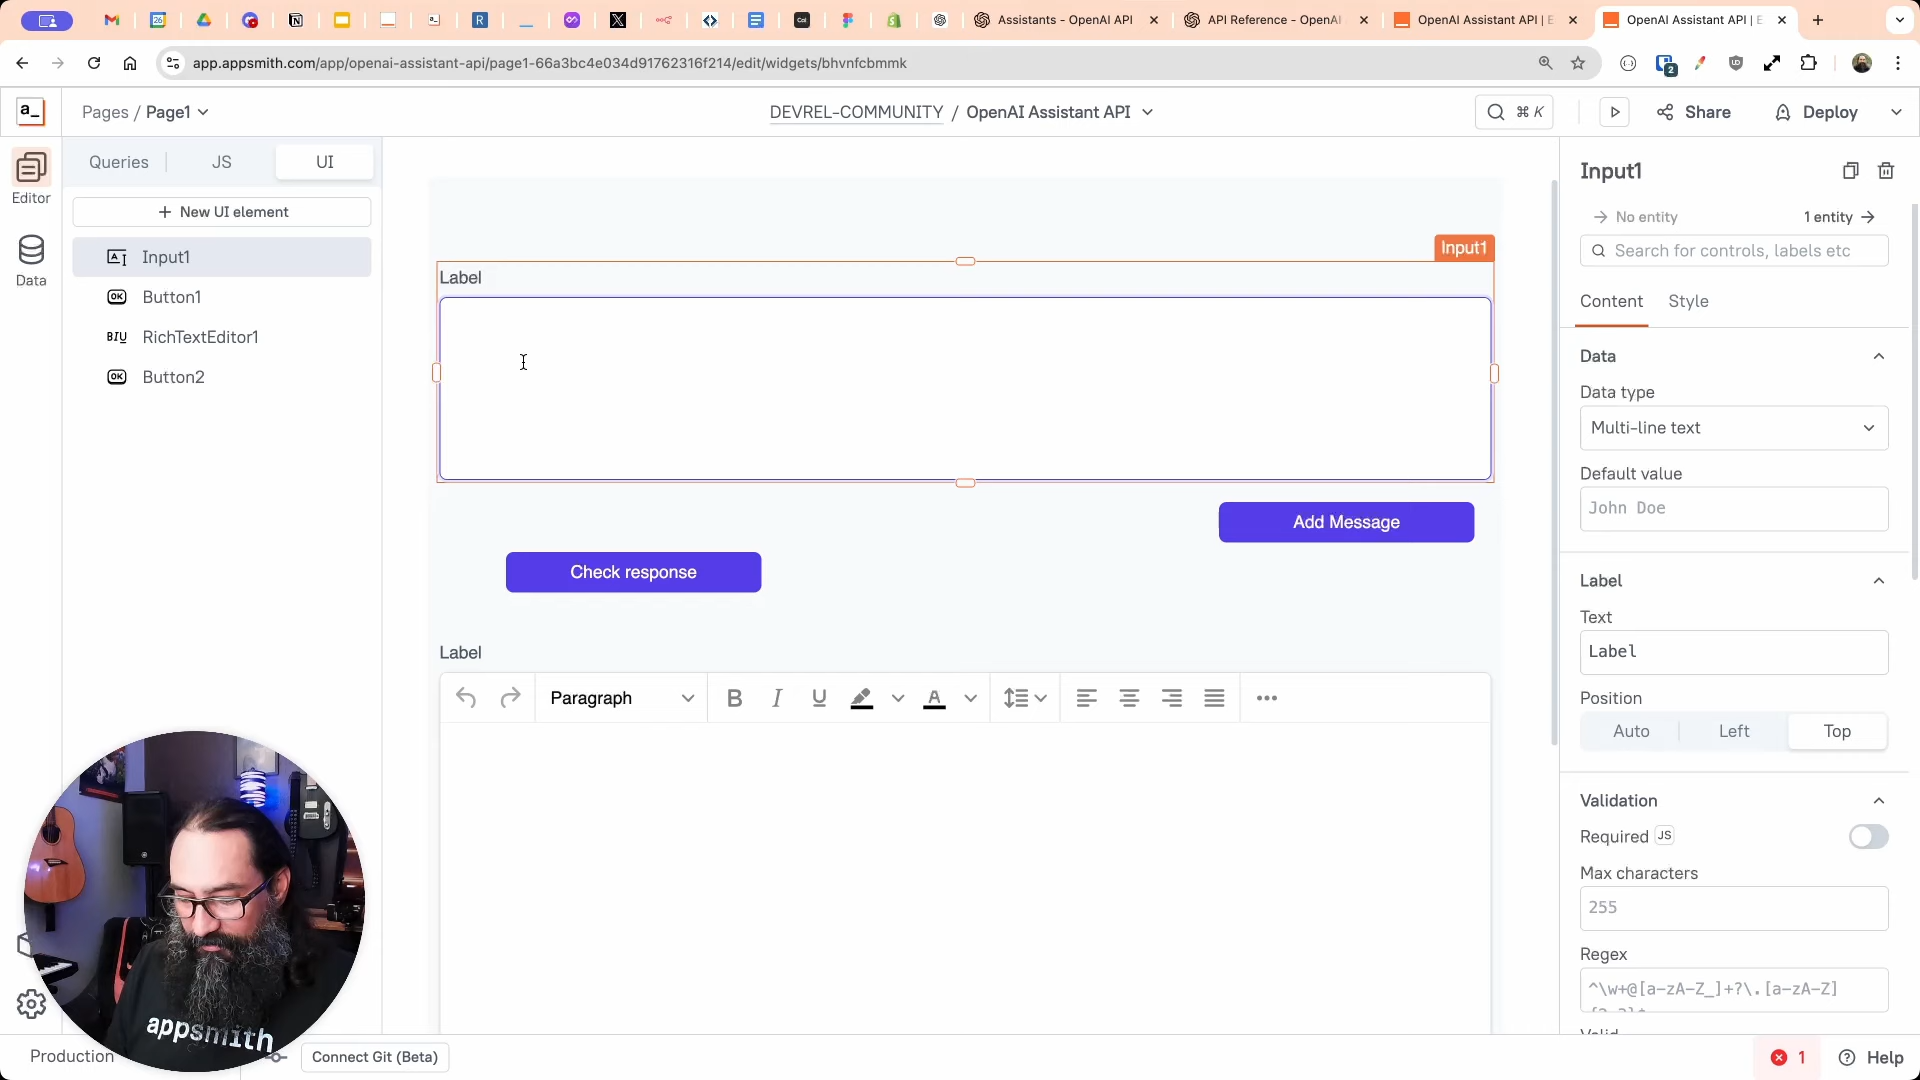 Assistants - OpenAI API
API Reference - OpenAI
OpenAI Assistant API | E
OpenAI Assistant API | E
app.appsmith.com/app/openai-assistant-api/page1-66a3bc4e034d91762316f214/edit/widgets/bhvnfcbmmk
a_
Pages / Page1
DEVREL-COMMUNITY / OpenAI Assistant API
⌘ K
Share
Deploy
Editor
Data
Queries
JS
UI
+ New UI element
Input1
Button1
RichTextEditor1
Button2
Input1
Label
Add Message
Check response
Label
Paragraph
Input1
No entity
1 entity
Search for controls, labels etc
Content
Style
Data
Data type
Multi-line text
Default value
John Doe
Label
Text
Label
Position
Auto
Left
Top
Validation
Required JS
Max characters
255
Regex
^\w+@[a-zA-Z_]+?\.[a-zA-Z]
Valid
appsmith
Production
Connect Git (Beta)
1
Help